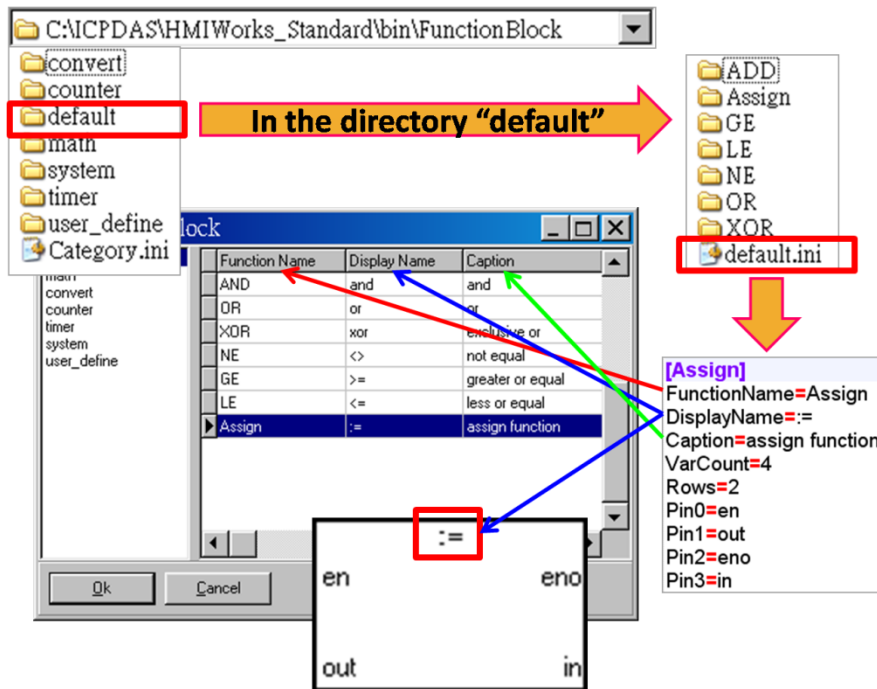 C:\ICPDAS\HMIWorks_Standard\bin\FunctionBlock
convert
counter
default
math
system
timer
user_define
Category.ini
In the directory “default”
ADD
Assign
GE
LE
NE
OR
XOR
default.ini
lock
math
convert
counter
timer
system
user_define
Function Name Display Name Caption
AND and and
OR or or
XOR xor exclusive or
NE <> not equal
GE >= greater or equal
LE <= less or equal
Assign := assign function
Ok Cancel
:=
en eno
out in
[Assign]
FunctionName=Assign
DisplayName=:=
Caption=assign function
VarCount=4
Rows=2
Pin0=en
Pin1=out
Pin2=eno
Pin3=in